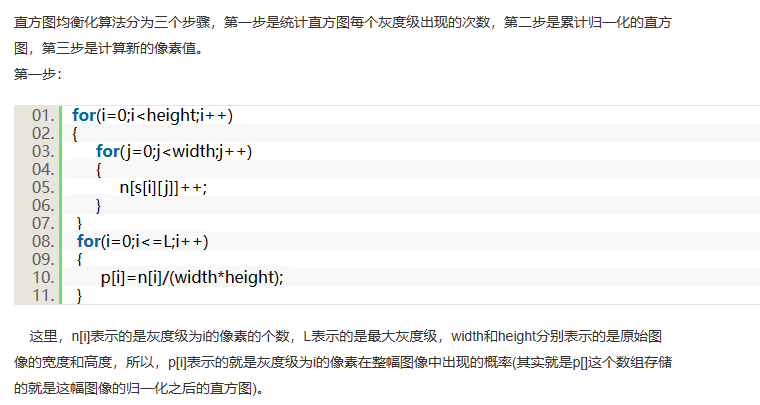 直方图均衡化算法分为三个步骤，第一步是统计直方图每个灰度级出现的次数，第二步是累计归一化的直方
图，第三步是计算新的像素值。
第一步：
01. for(i=0;i<height;i++)
02. {
03. for(j=0;j<width;j++)
04. {
05. n[s[i][j]]++;
06. }
07. }
08. for(i=0;i<=L;i++)
09. {
10. p[i]=n[i]/(width*height);
11. }
这里，n[i]表示的是灰度级为i的像素的个数，L表示的是最大灰度级，width和height分别表示的是原始图
像的宽度和高度，所以，p[i]表示的就是灰度级为i的像素在整幅图像中出现的概率(其实就是p[]这个数组存储
的就是这幅图像的归一化之后的直方图)。